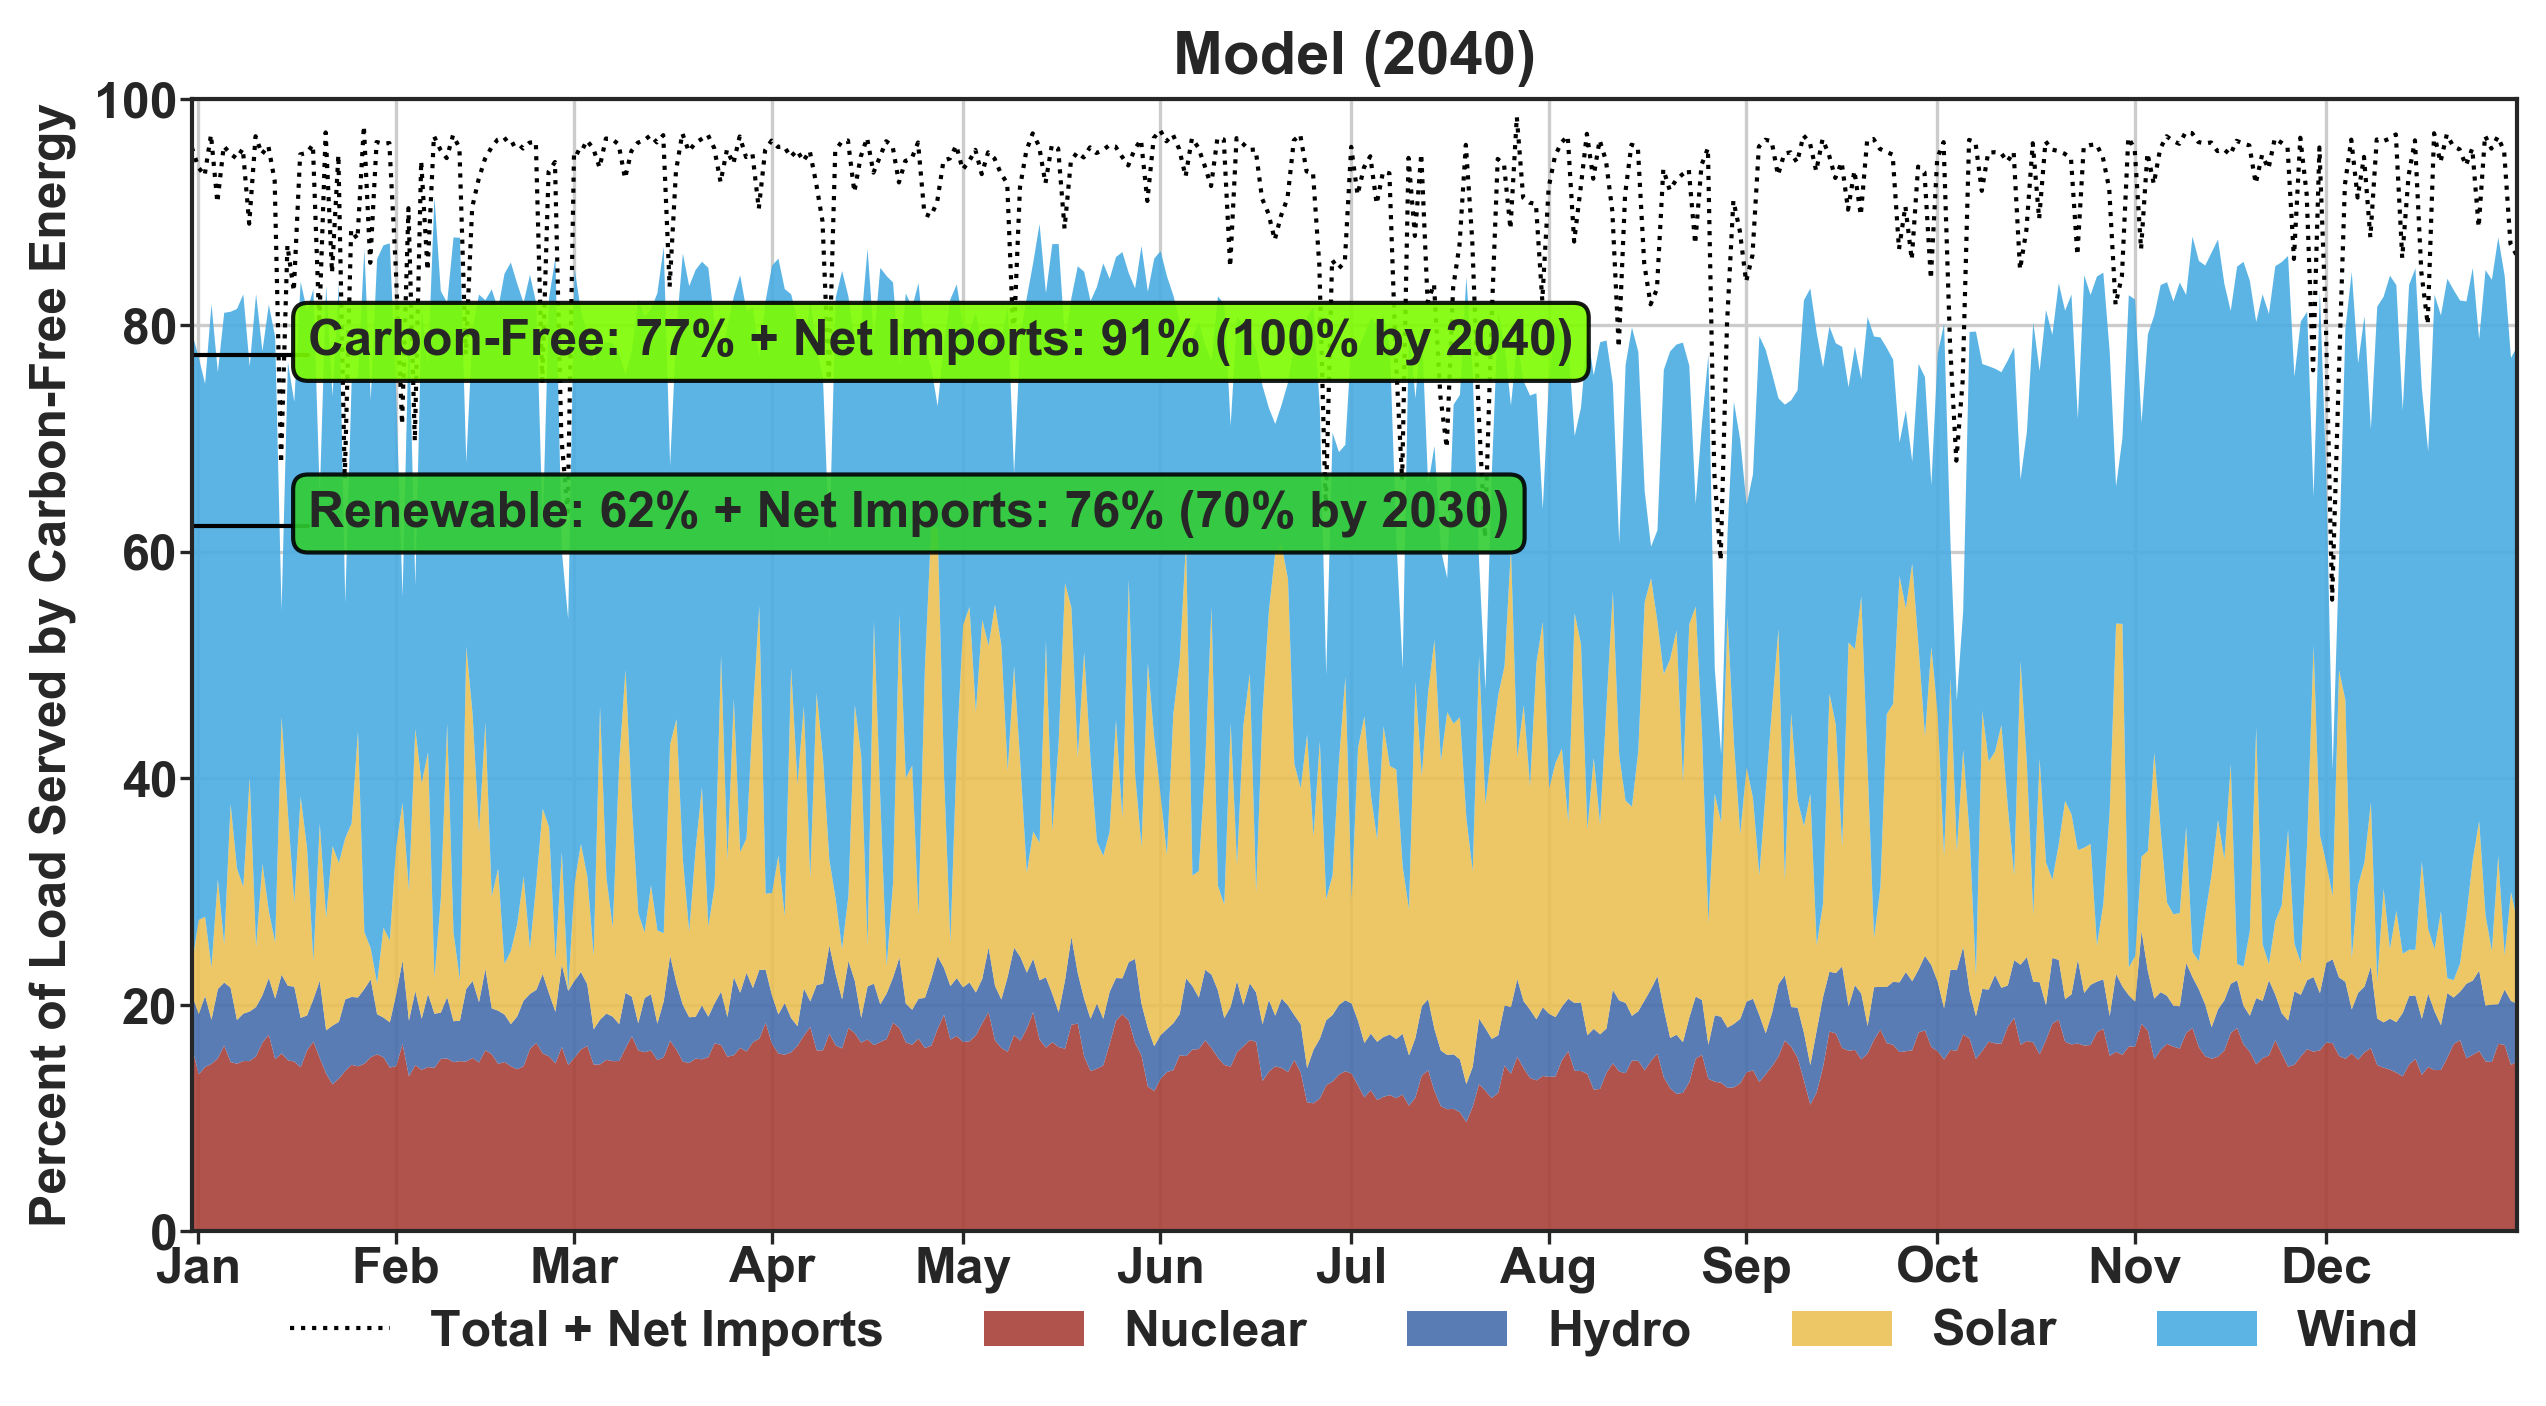 Model (2040)
Percent of Load Served by Carbon-Free Energy
100
80
60
40
20
0
Carbon-Free: 77% + Net Imports: 91% (100% by 2040)
Renewable: 62% + Net Imports: 76% (70% by 2030)
Jan Feb Mar Apr May Jun Jul Aug Sep Oct Nov Dec
Total + Net Imports Nuclear Hydro Solar Wind